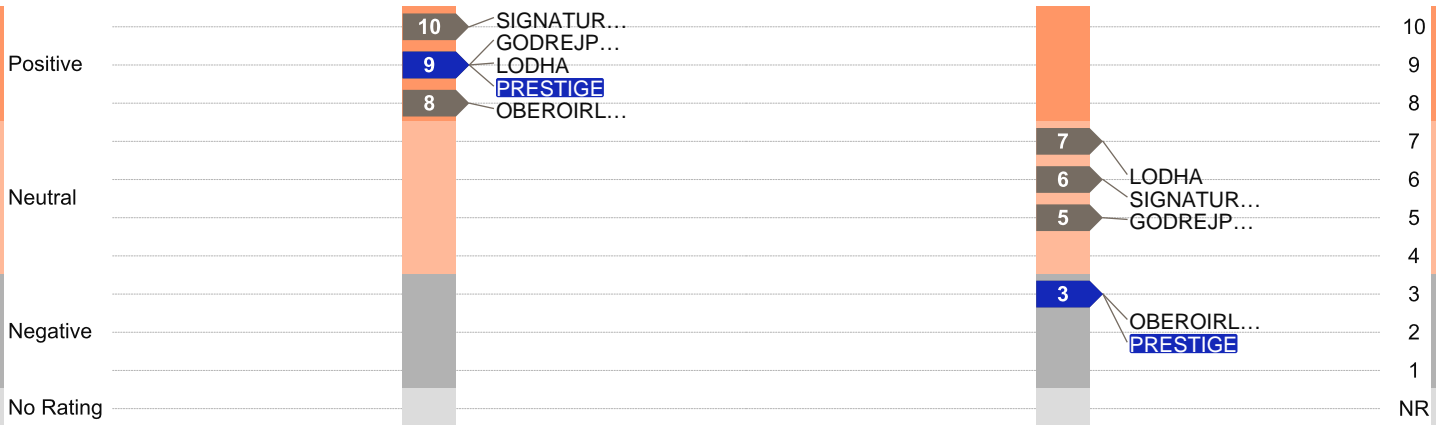 10 SIGNATUR… 10
GODREJP…
Positive 9 LODHA 9
PRESTIGE
8 OBEROIRL… 8
7 7
LODHA
Neutral 6 6
SIGNATUR…
5 GODREJP… 5
4
3 3
OBEROIRL…
Negative 2
PRESTIGE
1
No Rating NR